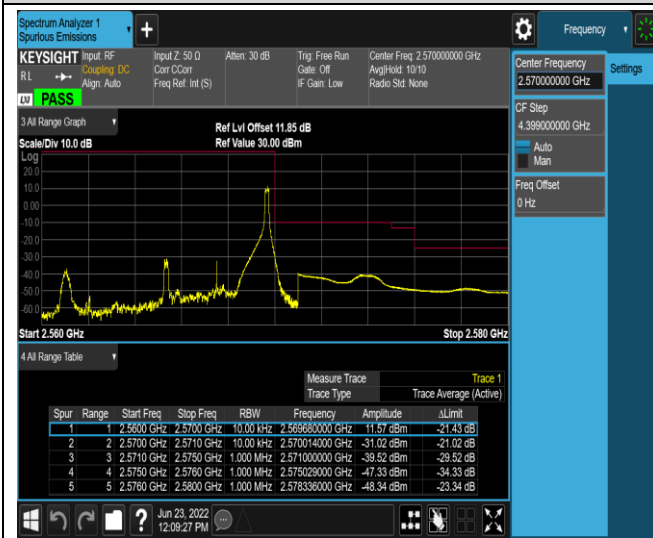 Spectrum Analyzer 1
Spurious Emissions
+
Frequency
KEYSIGHT Input: RF Input Z: 50 Ω Atten: 30 dB Trig: Free Run Center Freq: 2.570000000 GHz
RL Coupling: DC Corr CCorr Gate: Off Avg|Hold: 10/10
Align: Auto Freq Ref: Int (S) IF Gain: Low Radio Std: None
LXI PASS
Center Frequency
2.570000000 GHz
Settings
CF Step
4.399000000 GHz
Auto
Man
Freq Offset
0 Hz
3 All Range Graph
Ref Lvl Offset 11.85 dB
Scale/Div 10.0 dB Ref Value 30.00 dBm
Log
20.0
10.0
0.00
-10.0
-20.0
-30.0
-40.0
-50.0
-60.0
Start 2.560 GHz Stop 2.580 GHz
4 All Range Table
Measure Trace Trace 1
Trace Type Trace Average (Active)
Spur Range Start Freq Stop Freq RBW Frequency Amplitude ΔLimit
1 1 2.5600 GHz 2.5700 GHz 10.00 kHz 2.569680000 GHz 11.57 dBm -21.43 dB
2 2 2.5700 GHz 2.5710 GHz 10.00 kHz 2.570014000 GHz -31.02 dBm -21.02 dB
3 3 2.5710 GHz 2.5750 GHz 1.000 MHz 2.571000000 GHz -39.52 dBm -29.52 dB
4 4 2.5750 GHz 2.5760 GHz 1.000 MHz 2.575029000 GHz -47.33 dBm -34.33 dB
5 5 2.5760 GHz 2.5800 GHz 1.000 MHz 2.578336000 GHz -48.34 dBm -23.34 dB
?
Jun 23, 2022
12:09:27 PM